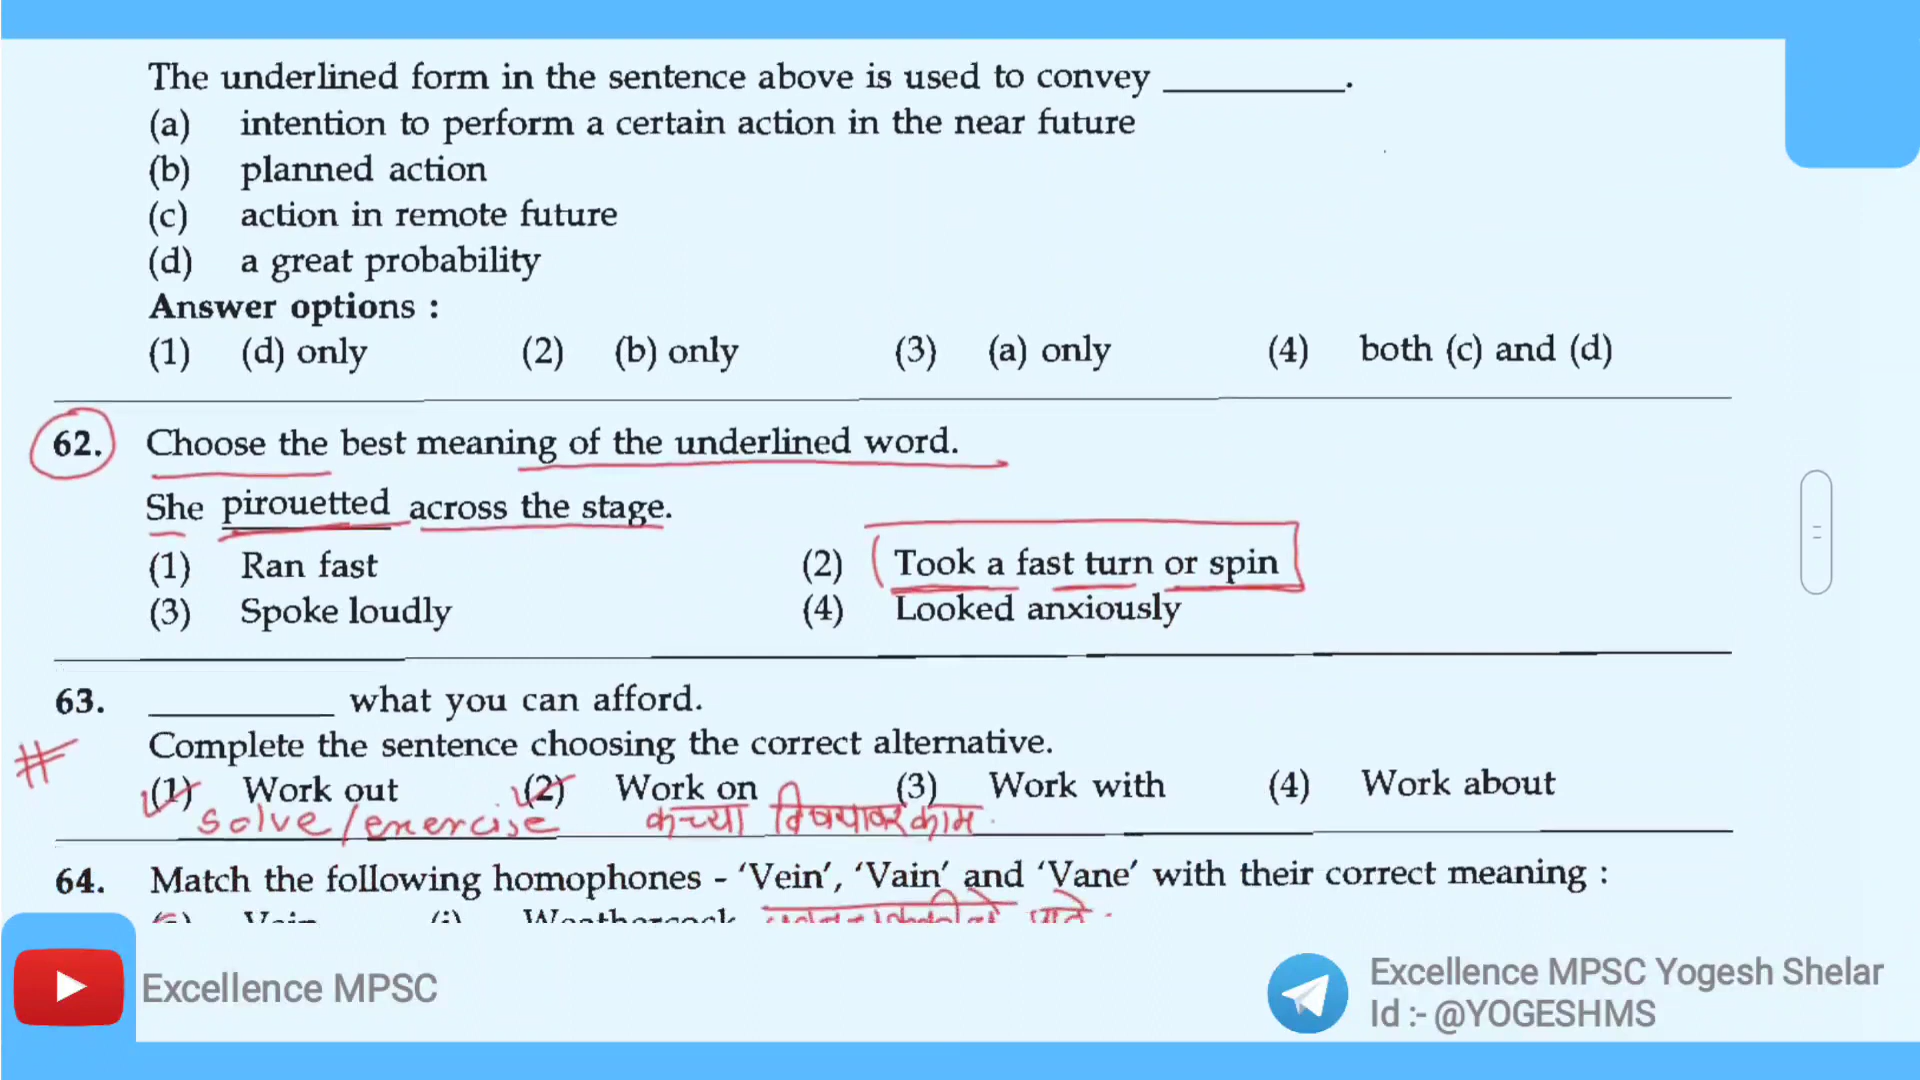 The underlined form in the sentence above is used to convey __________.
(a) intention to perform a certain action in the near future
(b) planned action
(c) action in remote future
(d) a great probability
Answer options :
(1) (d) only (2) (b) only (3) (a) only (4) both (c) and (d)
62. Choose the best meaning of the underlined word.
She pirouetted across the stage.
(1) Ran fast (2) Took a fast turn or spin
(3) Spoke loudly (4) Looked anxiously
63. __________ what you can afford.
Complete the sentence choosing the correct alternative.
(1) Work out (2) Work on (3) Work with (4) Work about
solve/exercise कच्या विषयावर काम
64. Match the following homophones - ‘Vein’, ‘Vain’ and ‘Vane’ with their correct meaning :
(a) Vein (i) Weathercock
Excellence MPSC
Excellence MPSC Yogesh Shelar
Id :- @YOGESHMS